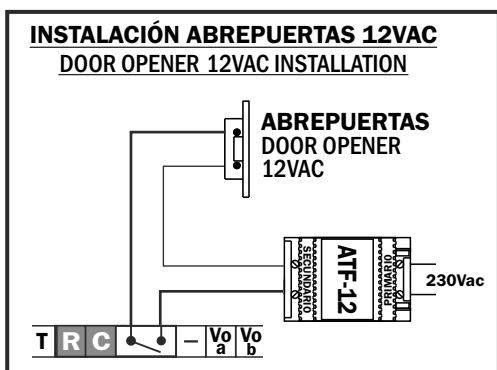 INSTALACIÓN ABREPUERTAS 12VAC
DOOR OPENER 12VAC INSTALLATION
ABREPUERTAS
DOOR OPENER
12VAC
SECUNDARIO
ATF-12
PRIMARIO
230Vac
T R C – Vo a Vo b